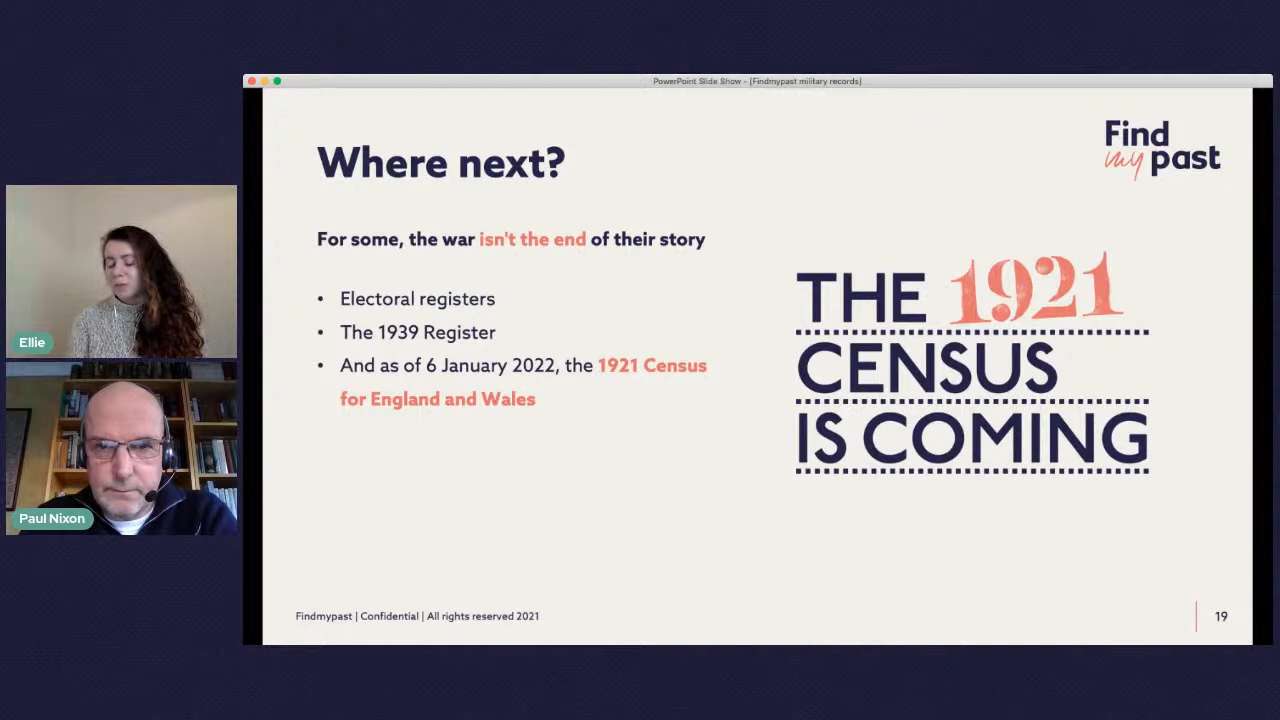 PowerPoint Slide Show - [Findmypast military records]
Find
my past
Where next?
For some, the war isn't the end of their story
• Electoral registers
• The 1939 Register
• And as of 6 January 2022, the 1921 Census
for England and Wales
THE 1921
CENSUS
IS COMING
Ellie
Paul Nixon
Findmypast | Confidential | All rights reserved 2021
19